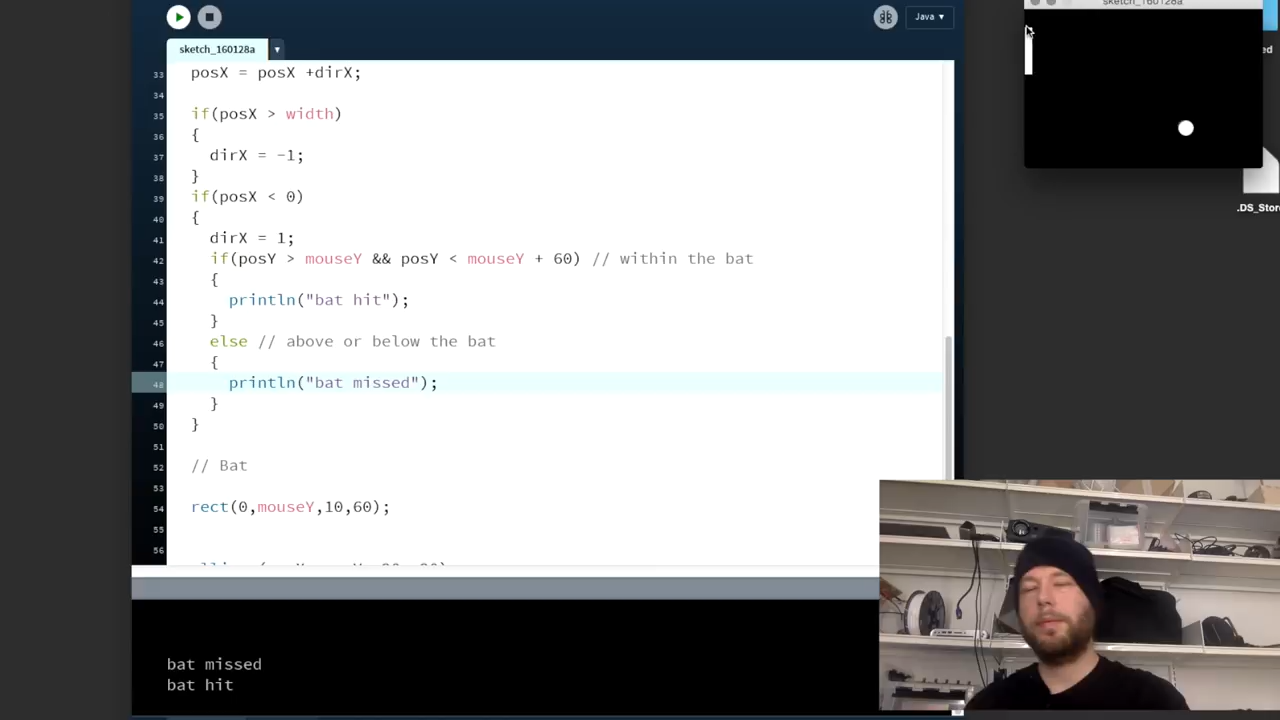 Java ▾
sketch_160128a
sketch_160128a
33 posX = posX +dirX;
34
35 if(posX > width)
36 {
37 dirX = -1;
38 }
39 if(posX < 0)
40 {
41 dirX = 1;
42 if(posY > mouseY && posY < mouseY + 60) // within the bat
43 {
44 println("bat hit");
45 }
46 else // above or below the bat
47 {
48 println("bat missed");
49 }
50 }
51
52 // Bat
53
54 rect(0,mouseY,10,60);
55
56
bat missed
bat hit
ed
.DS_Stor